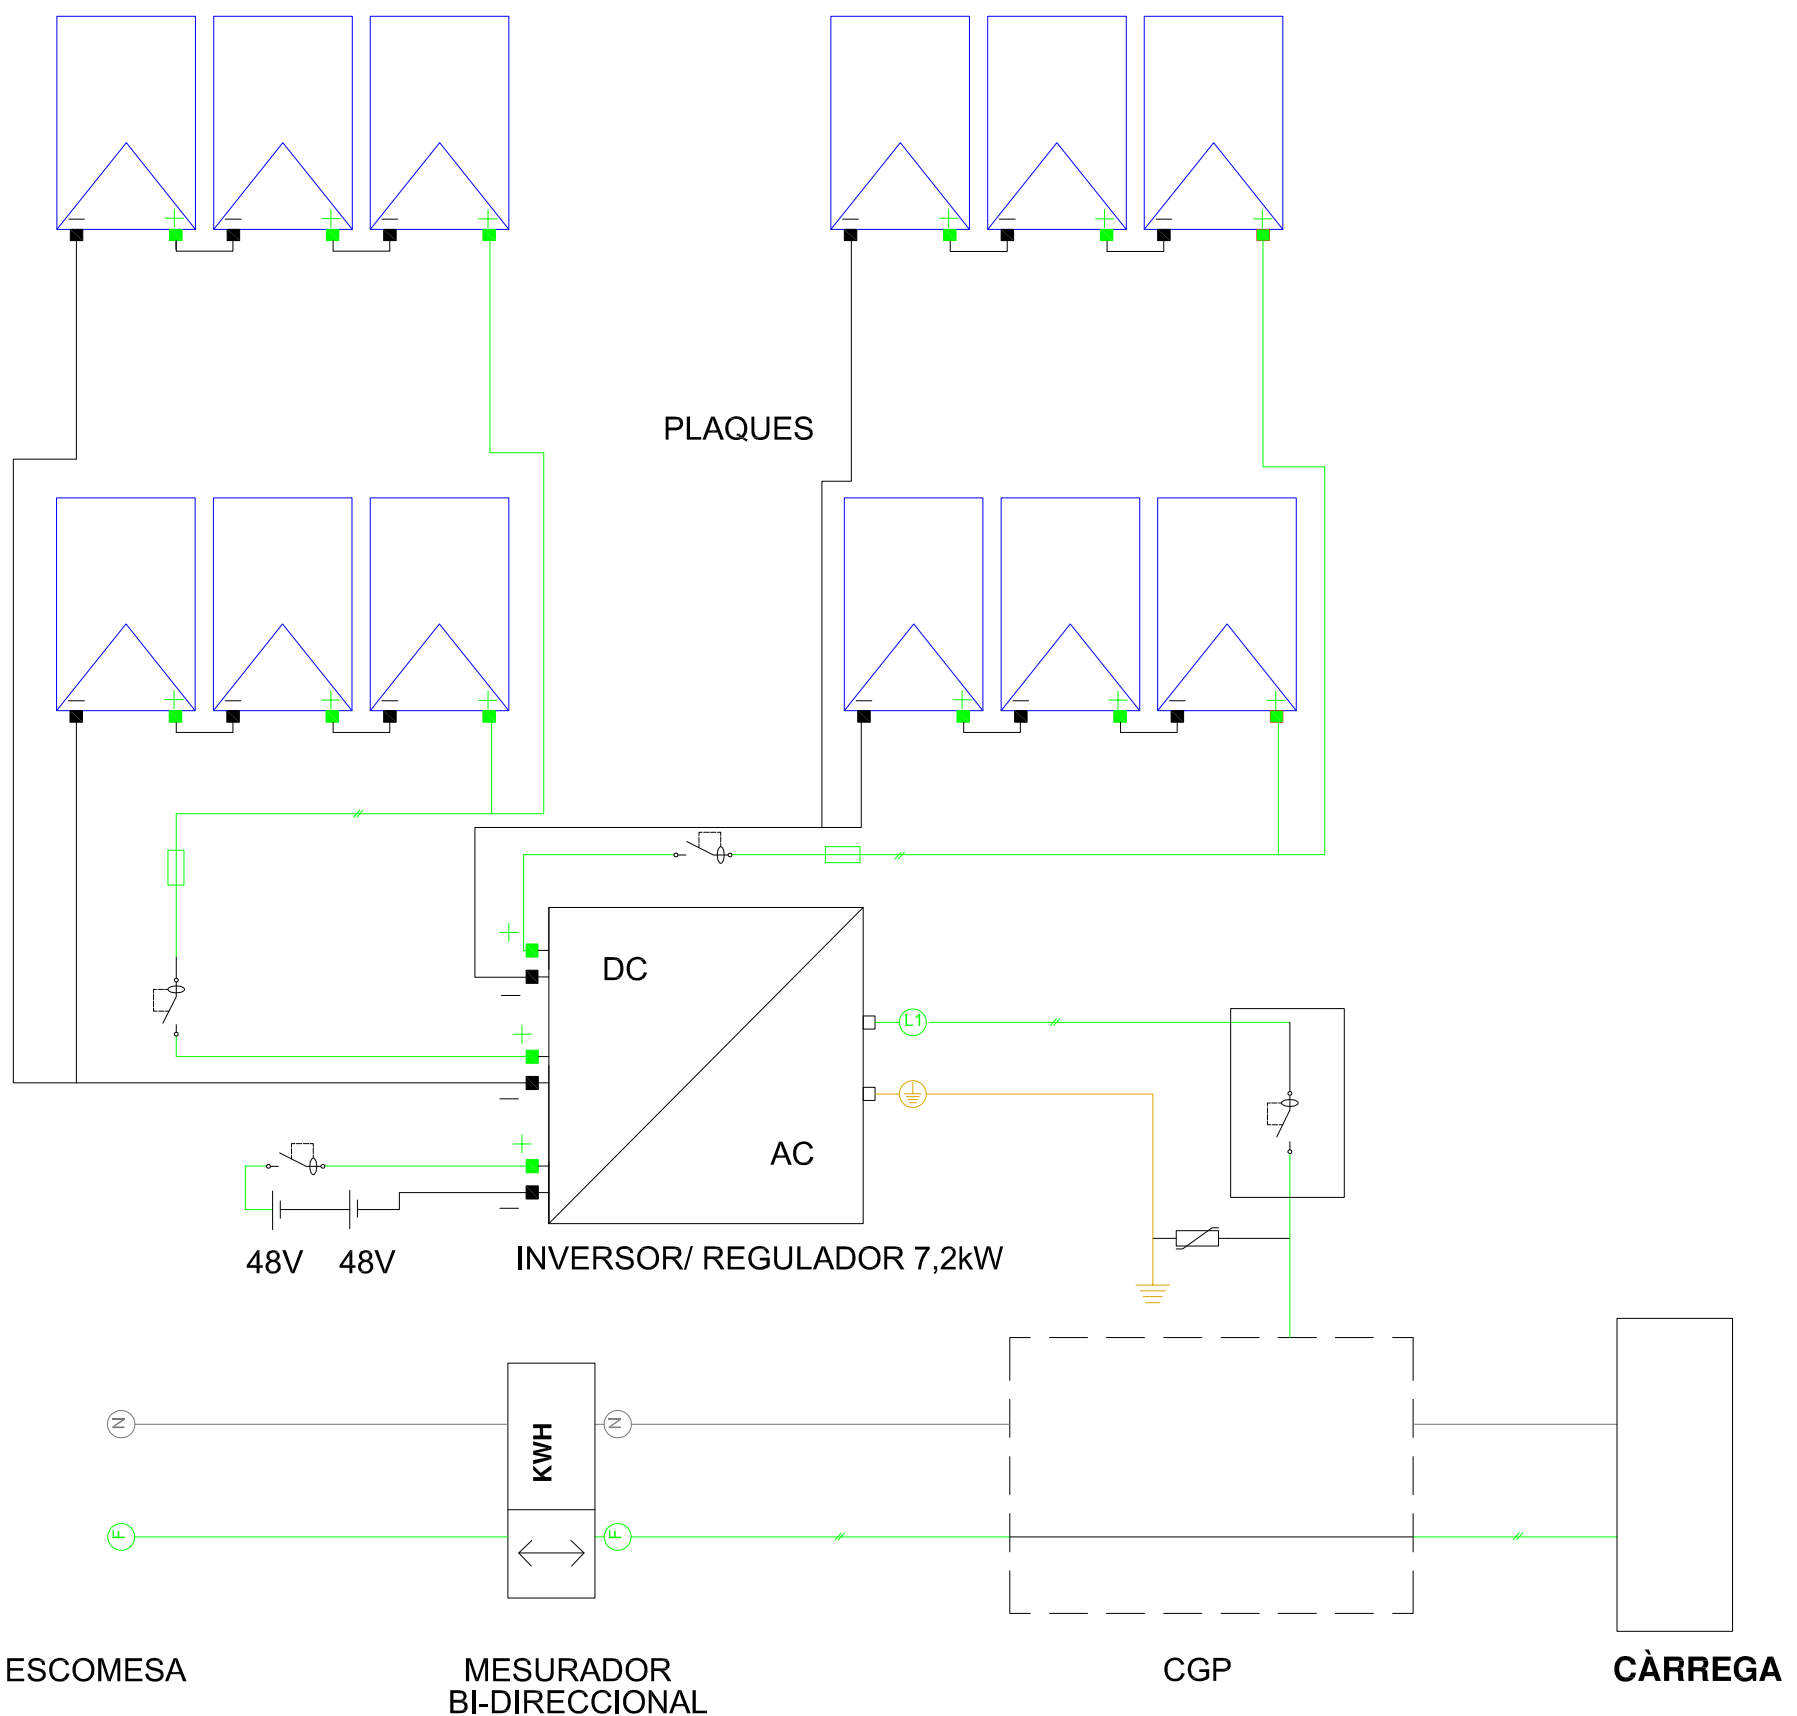 PLAQUES
DC
L1
AC
48V 48V
INVERSOR/ REGULADOR 7,2kW
N
KWH
N
F
F
ESCOMESA
MESURADOR
BI-DIRECCIONAL
CGP
CÀRREGA